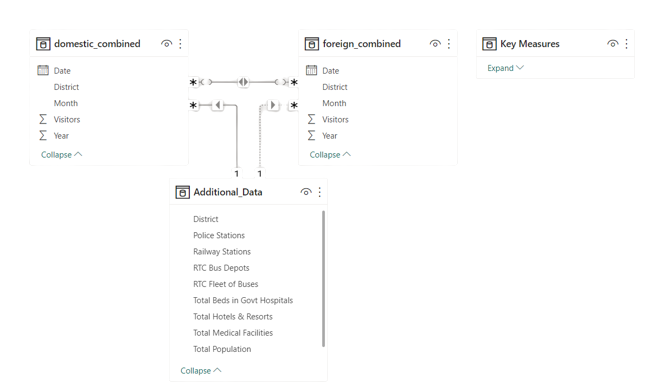 domestic_combined
Date
District
Month
Visitors
Year
Collapse
foreign_combined
Date
District
Month
Visitors
Year
Collapse
Key Measures
Expand
* *
* *
1 1
Additional_Data
District
Police Stations
Railway Stations
RTC Bus Depots
RTC Fleet of Buses
Total Beds in Govt Hospitals
Total Hotels & Resorts
Total Medical Facilities
Total Population
Collapse